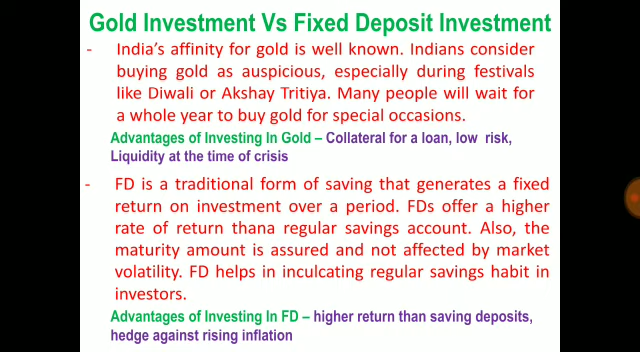 Gold Investment Vs Fixed Deposit Investment
- India's affinity for gold is well known. Indians consider
buying gold as auspicious, especially during festivals
like Diwali or Akshay Tritiya. Many people will wait for
a whole year to buy gold for special occasions.
Advantages of Investing In Gold – Collateral for a loan, low risk,
Liquidity at the time of crisis
- FD is a traditional form of saving that generates a fixed
return on investment over a period. FDs offer a higher
rate of return thana regular savings account. Also, the
maturity amount is assured and not affected by market
volatility. FD helps in inculcating regular savings habit in
investors.
Advantages of Investing In FD – higher return than saving deposits,
hedge against rising inflation